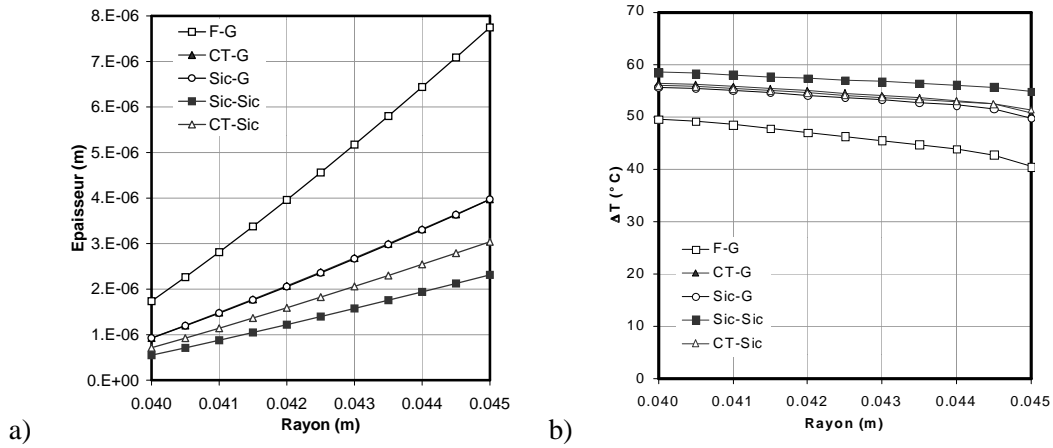 8.E-06
7.E-06
6.E-06
5.E-06
4.E-06
3.E-06
2.E-06
1.E-06
0.E+00
Epaisseur (m)
F-G
CT-G
Sic-G
Sic-Sic
CT-Sic
0.040 0.041 0.042 0.043 0.044 0.045
Rayon (m)
a)
70
60
50
40
30
20
10
0
ΔT (°C)
F-G
CT-G
Sic-G
Sic-Sic
CT-Sic
0.040 0.041 0.042 0.043 0.044 0.045
Rayon (m)
b)